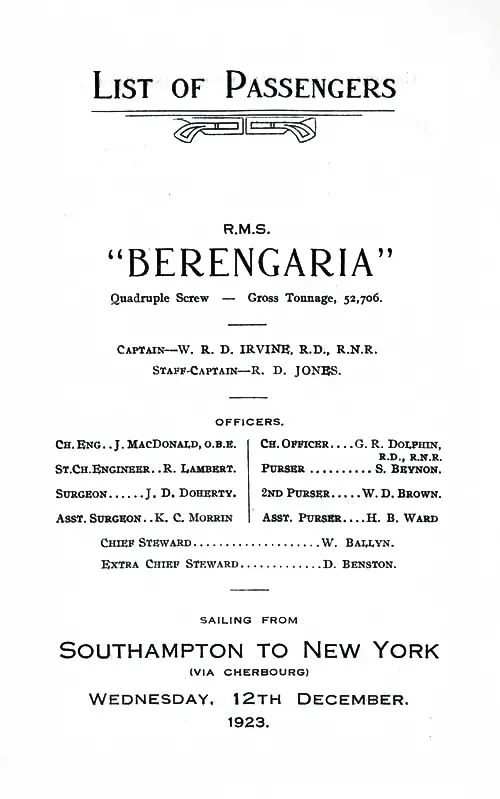 LIST OF PASSENGERS
R.M.S.
"BERENGARIA"
Quadruple Screw — Gross Tonnage, 52,706.
CAPTAIN—W. R. D. IRVINE, R.D., R.N.R.
STAFF-CAPTAIN—R. D. JONES.
OFFICERS.
CH. ENG..J. MACDONALD, O.B.E.
ST.CH.ENGINEER..R. LAMBERT.
SURGEON......J. D. DOHERTY.
ASST. SURGEON..K. C. MORRIN
CH. OFFICER....G. R. DOLPHIN,
R.D., R.N.R.
PURSER ..........S. BEYNON.
2ND PURSER.....W. D. BROWN.
ASST. PURSER....H. B. WARD
CHIEF STEWARD....................W. BALLYN.
EXTRA CHIEF STEWARD.............D. BENSTON.
SAILING FROM
SOUTHAMPTON TO NEW YORK
(VIA CHERBOURG)
WEDNESDAY, 12TH DECEMBER.
1923.